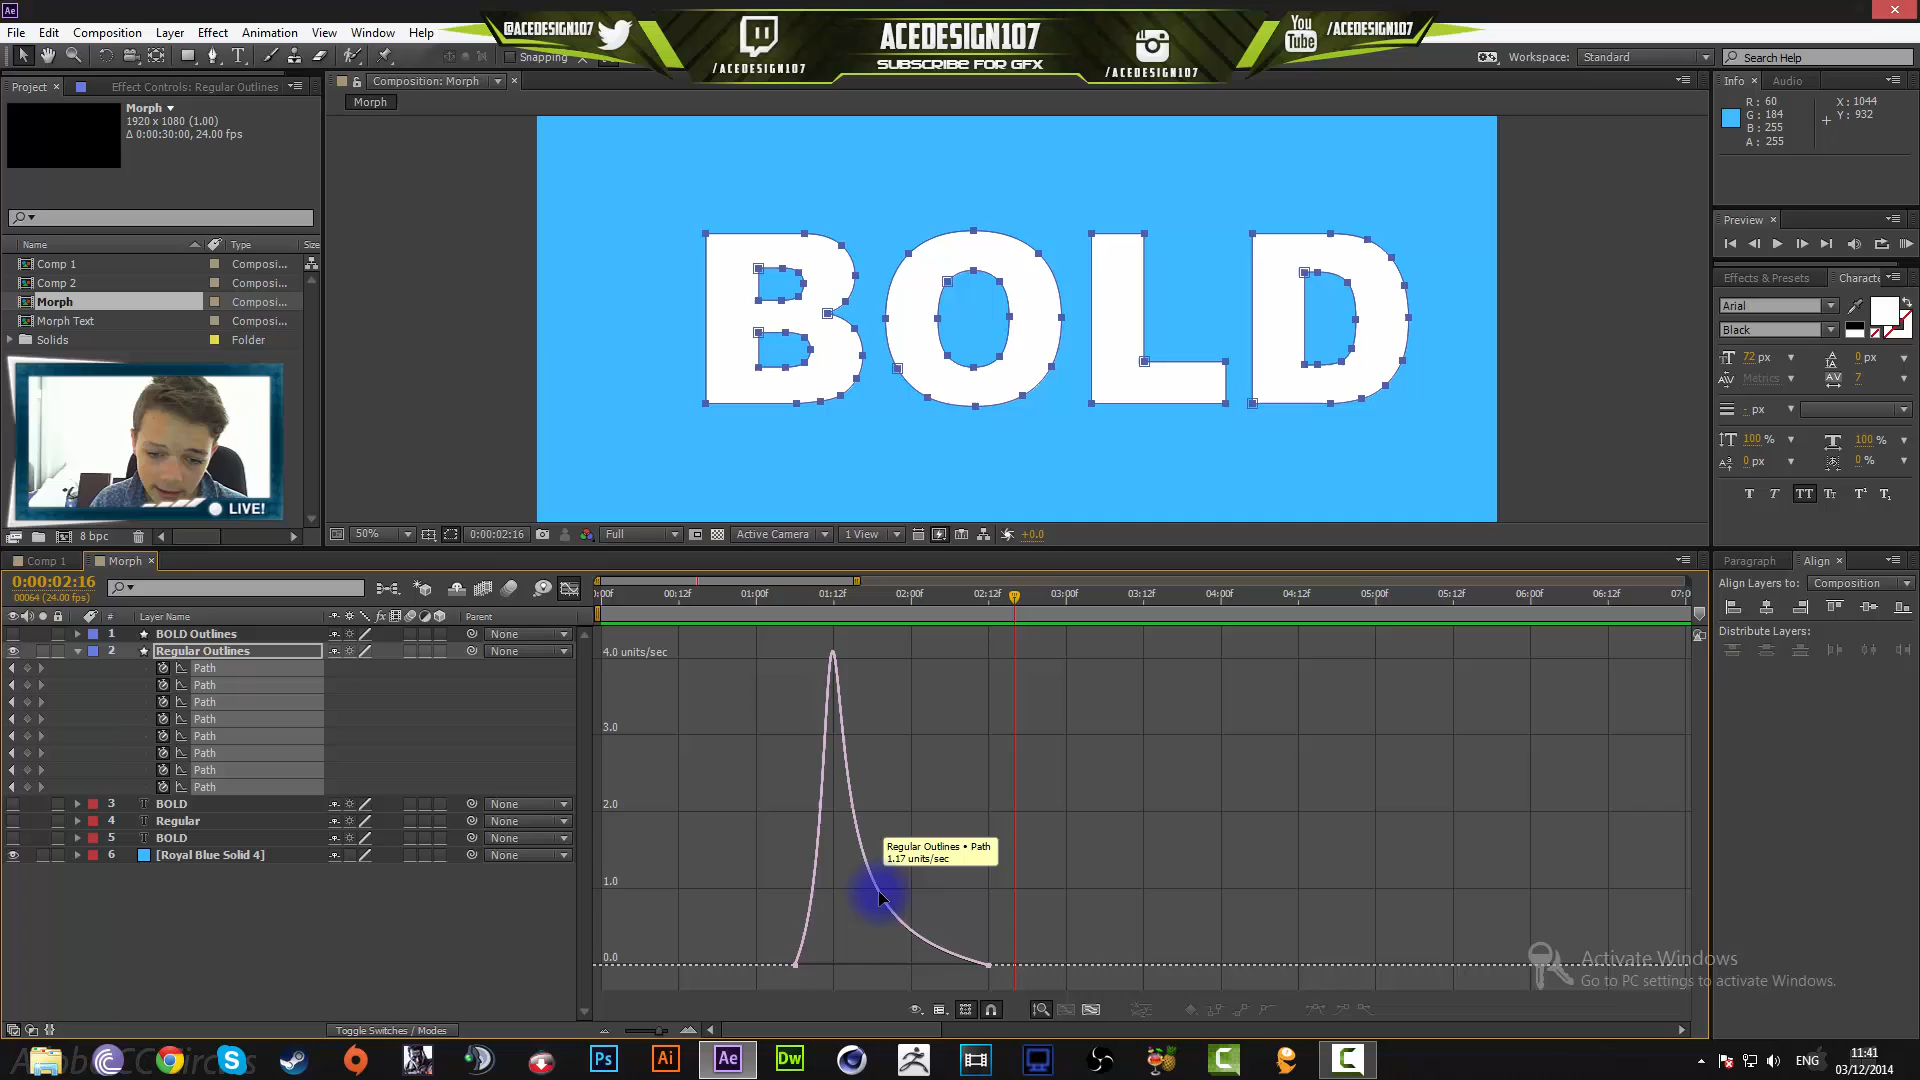 Ae
File Edit Composition Layer Effect Animation View Window Help
@ACEDESIGN107
/ACEDESIGN107
ACEDESIGN107
SUBSCRIBE FOR GFX
/ACEDESIGN107
You Tube /ACEDESIGN107
Snapping
Workspace: Standard
Search Help
Project
Effect Controls: Regular Outlines
Composition: Morph
Morph
Info
Audio
Morph
1920 x 1080 (1.00)
Δ 0:00:30:00, 24.00 fps
R: 60
G: 184
B: 255
A: 255
X: 1044
Y: 932
Preview
Name Type Size
Comp 1 Composi...
Comp 2 Composi...
Morph Composi...
Morph Text Composi...
Solids Folder
Effects & Presets
Characte
Arial
Black
72 px
0 px
Metrics
7
- px
100 %
100 %
0 px
0 %
T T TT Tt T¹ T₁
BOLD
LIVE!
8 bpc
50%
0:00:02:16
Full
Active Camera
1 View
+0.0
Comp 1
Morph
Paragraph
Align
0:00:02:16
00064 (24.00 fps)
Align Layers to: Composition
Distribute Layers:
# Layer Name Parent
1 BOLD Outlines None
2 Regular Outlines None
Path
Path
Path
Path
Path
Path
Path
Path
3 BOLD None
4 Regular None
5 BOLD None
6 [Royal Blue Solid 4] None
):00F 00:12F 01:00F 01:12F 02:00F 02:12F 03:00F 03:12F 04:00F 04:12F 05:00F 05:12F 06:00F 06:12F 07:0
4.0 units/sec
3.0
2.0
1.0
0.0
Regular Outlines • Path
1.17 units/sec
Activate Windows
Go to PC settings to activate Windows.
Toggle Switches / Modes
Ps Ai Ae Dw
ENG
11:41
03/12/2014